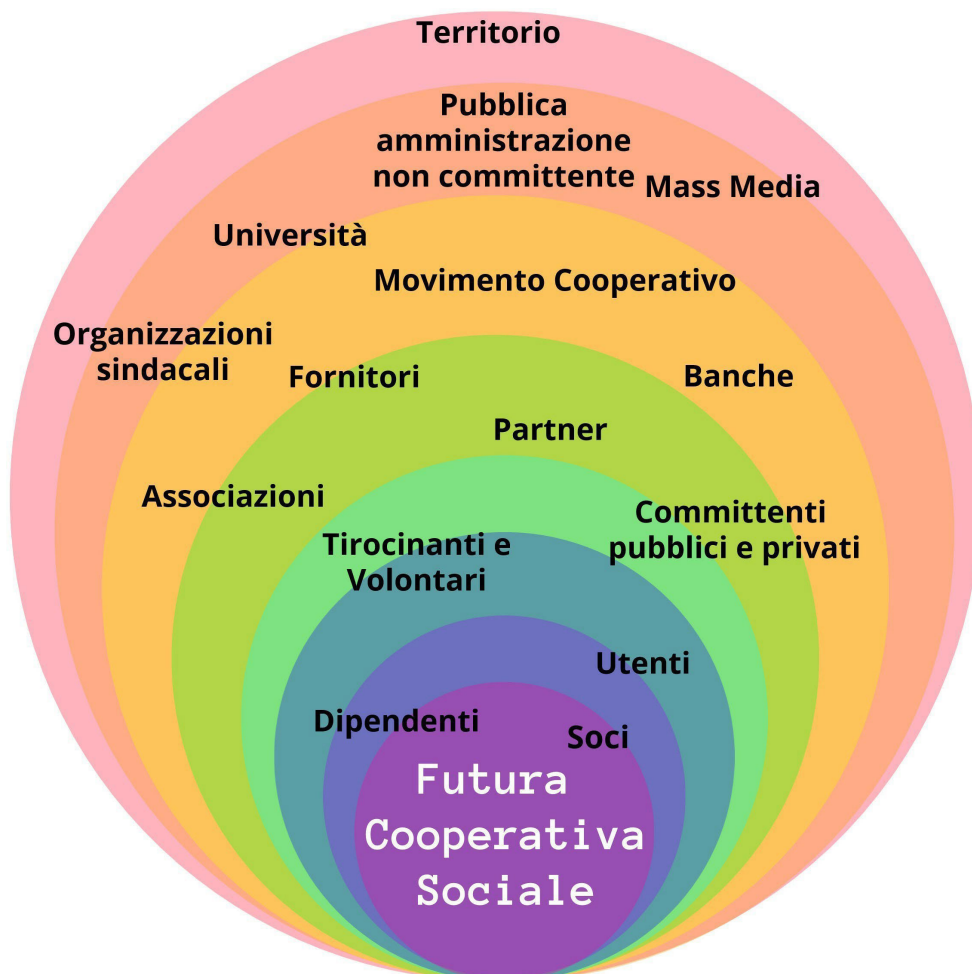 Territorio
Pubblica
amministrazione
non committente
Mass Media
Università
Movimento Cooperativo
Organizzazioni
sindacali
Fornitori
Banche
Partner
Associazioni
Committenti
pubblici e privati
Tirocinanti e
Volontari
Utenti
Dipendenti
Soci
Futura
Cooperativa
Sociale